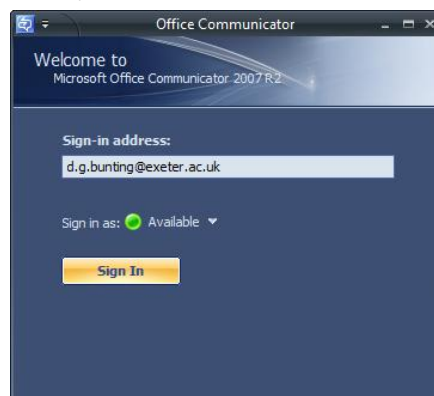 Office Communicator
Welcome to
Microsoft Office Communicator 2007 R2
Sign-in address:
d.g.bunting@exeter.ac.uk
Sign in as: Available
Sign In